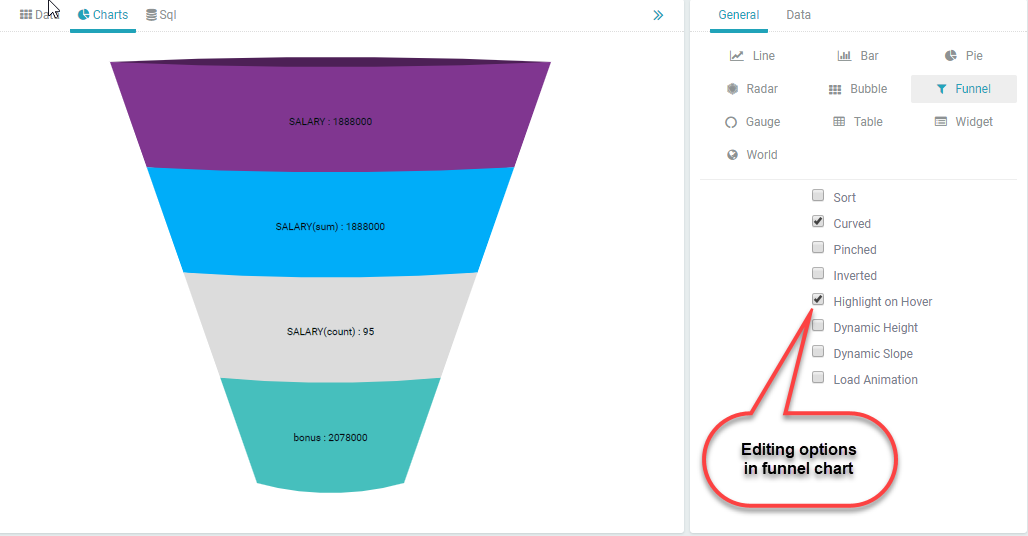 Data Charts Sql
SALARY : 1888000
SALARY(sum) : 1888000
SALARY(count) : 95
bonus : 2078000
General Data
Line Bar Pie
Radar Bubble Funnel
Gauge Table Widget
World
Sort
Curved
Pinched
Inverted
Highlight on Hover
Dynamic Height
Dynamic Slope
Load Animation
Editing options
in funnel chart